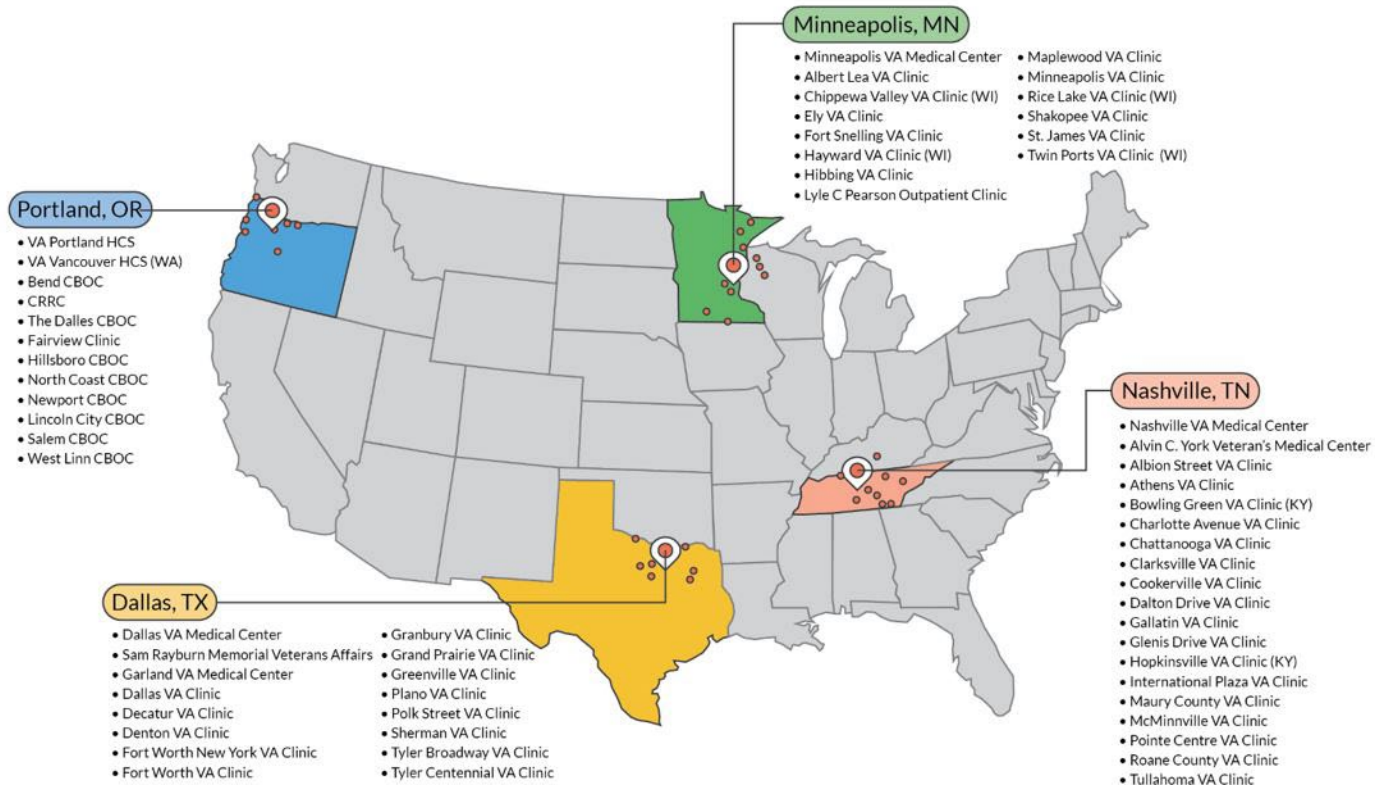 Minneapolis, MN
• Minneapolis VA Medical Center
• Albert Lea VA Clinic
• Chippewa Valley VA Clinic (WI)
• Ely VA Clinic
• Fort Snelling VA Clinic
• Hayward VA Clinic (WI)
• Hibbing VA Clinic
• Lyle C Pearson Outpatient Clinic
• Maplewood VA Clinic
• Minneapolis VA Clinic
• Rice Lake VA Clinic (WI)
• Shakopee VA Clinic
• St. James VA Clinic
• Twin Ports VA Clinic (WI)
Portland, OR
• VA Portland HCS
• VA Vancouver HCS (WA)
• Bend CBOC
• CRRC
• The Dalles CBOC
• Fairview Clinic
• Hillsboro CBOC
• North Coast CBOC
• Newport CBOC
• Lincoln City CBOC
• Salem CBOC
• West Linn CBOC
Nashville, TN
• Nashville VA Medical Center
• Alvin C. York Veteran's Medical Center
• Albion Street VA Clinic
• Athens VA Clinic
• Bowling Green VA Clinic (KY)
• Charlotte Avenue VA Clinic
• Chattanooga VA Clinic
• Clarksville VA Clinic
• Cookerville VA Clinic
• Dalton Drive VA Clinic
• Gallatin VA Clinic
• Glenis Drive VA Clinic
• Hopkinsville VA Clinic (KY)
• International Plaza VA Clinic
• Maury County VA Clinic
• McMinnville VA Clinic
• Pointe Centre VA Clinic
• Roane County VA Clinic
• Tullahoma VA Clinic
Dallas, TX
• Dallas VA Medical Center
• Sam Rayburn Memorial Veterans Affairs
• Garland VA Medical Center
• Dallas VA Clinic
• Decatur VA Clinic
• Denton VA Clinic
• Fort Worth New York VA Clinic
• Fort Worth VA Clinic
• Granbury VA Clinic
• Grand Prairie VA Clinic
• Greenville VA Clinic
• Plano VA Clinic
• Polk Street VA Clinic
• Sherman VA Clinic
• Tyler Broadway VA Clinic
• Tyler Centennial VA Clinic